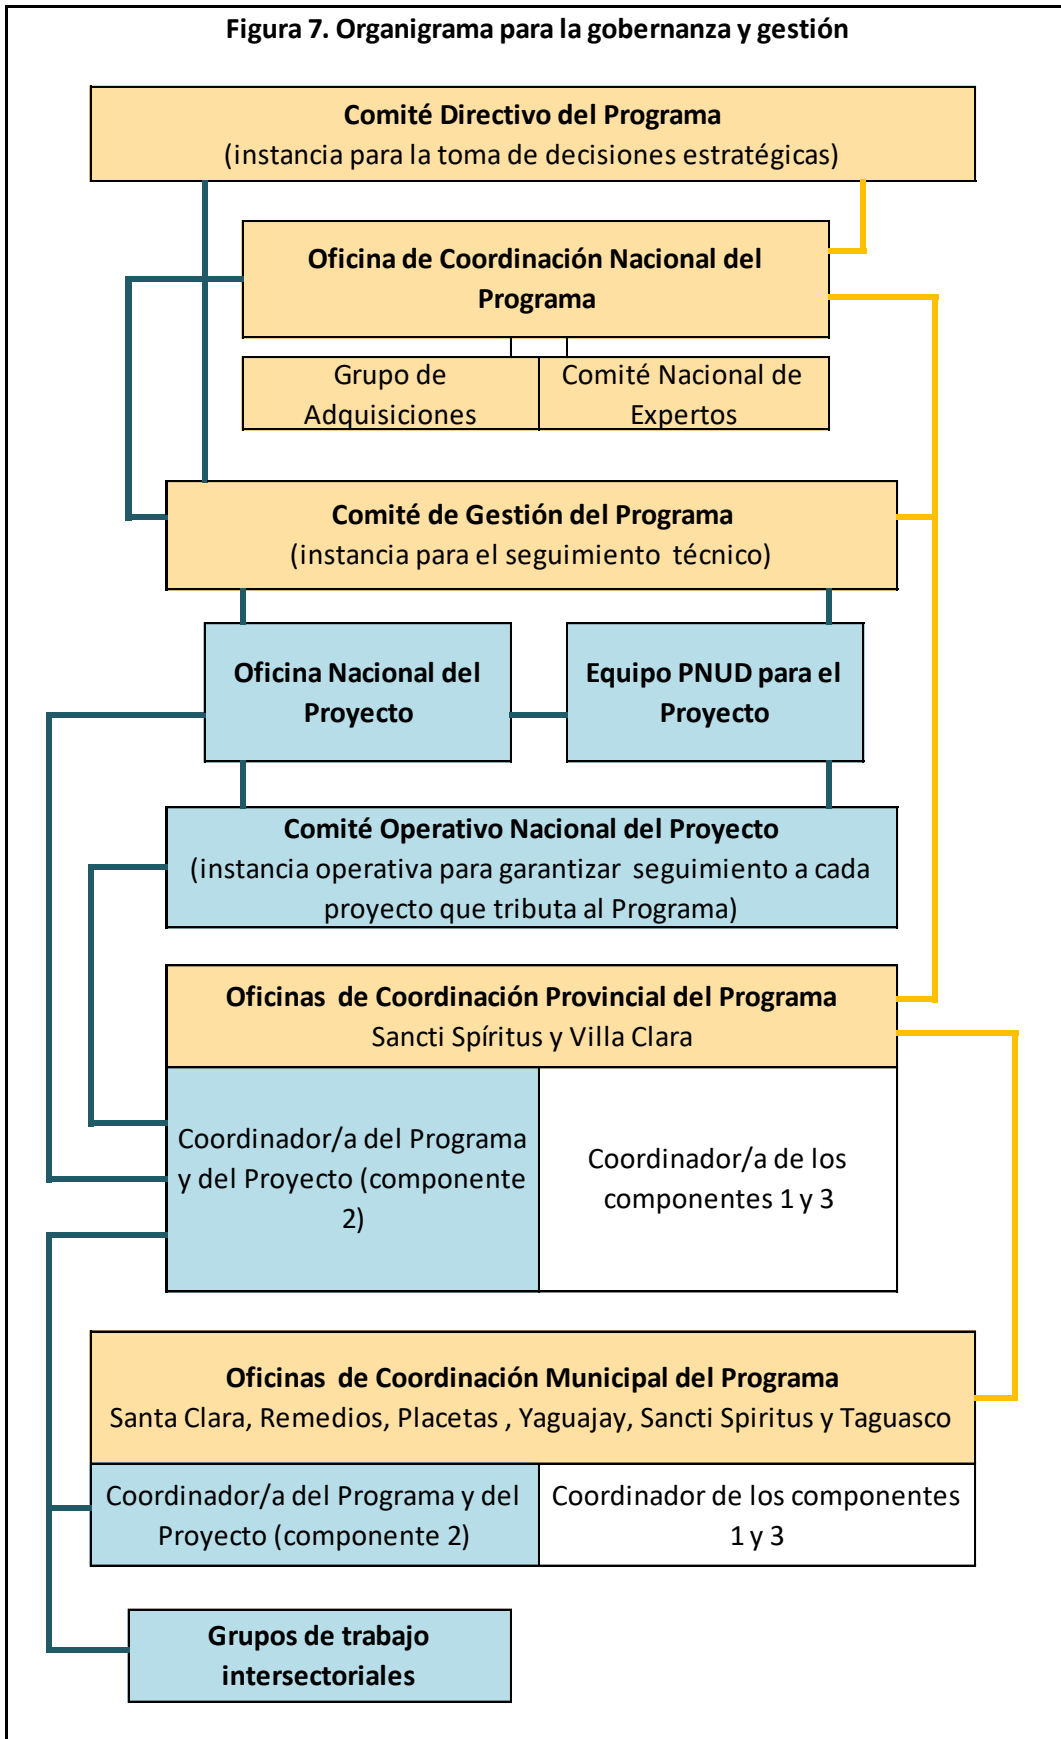 Figura 7. Organigrama para la gobernanza y gestión
Comité Directivo del Programa
(instancia para la toma de decisiones estratégicas)
Oficina de Coordinación Nacional del
Programa
Grupo de
Adquisiciones
Comité Nacional de
Expertos
Comité de Gestión del Programa
(instancia para el seguimiento técnico)
Oficina Nacional del
Proyecto
Equipo PNUD para el
Proyecto
Comité Operativo Nacional del Proyecto
(instancia operativa para garantizar seguimiento a cada
proyecto que tributa al Programa)
Oficinas de Coordinación Provincial del Programa
Sancti Spíritus y Villa Clara
Coordinador/a del Programa
y del Proyecto (componente
2)
Coordinador/a de los
componentes 1 y 3
Oficinas de Coordinación Municipal del Programa
Santa Clara, Remedios, Placetas , Yaguajay, Sancti Spiritus y Taguasco
Coordinador/a del Programa y del
Proyecto (componente 2)
Coordinador de los componentes
1 y 3
Grupos de trabajo
intersectoriales